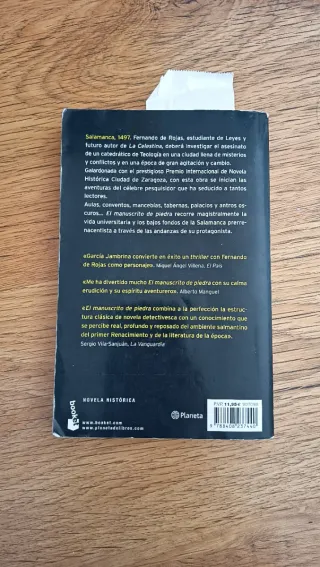 Salamanca, 1497. Fernando de Rojas, estudiante de Leyes y
futuro autor de La Celestina, deberá investigar el asesinato
de un catedrático de Teología en una ciudad llena de misterios
y conflictos y en una época de gran agitación y cambio.
Galardonada con el prestigioso Premio Internacional de Novela
Histórica Ciudad de Zaragoza, con esta obra se inician las
aventuras del célebre pesquisidor que ha seducido a tantos
lectores.
Aulas, conventos, mancebías, tabernas, palacios y antros os-
curos... El manuscrito de piedra recorre magistralmente la
vida universitaria y los bajos fondos de la Salamanca prerre-
nacentista a través de las andanzas de su protagonista.
«García Jambrina convierte en éxito un thriller con Fernando
de Rojas como personaje». Miguel Ángel Villena, El País
«Me ha divertido mucho El manuscrito de piedra con su calma
erudición y su espíritu aventurero». Alberto Manguel
«El manuscrito de piedra combina a la perfección la estruc-
tura clásica de novela detectivesca con un conocimiento que
se percibe real, profundo y reposado del ambiente salmantino
del primer Renacimiento y de la literatura de la época».
Sergio Vila-Sanjuán, La Vanguardia
NOVELA HISTÓRICA
booket
www.booket.com
www.planetadelibros.com
Planeta
PVP 11,95 €